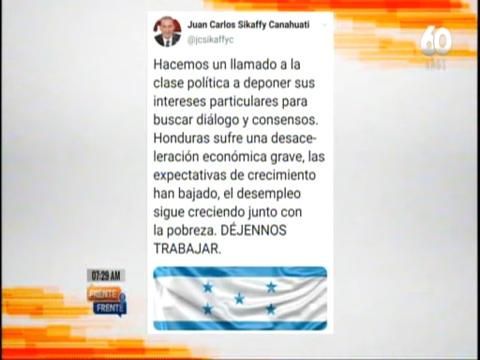 Juan Carlos Sikaffy Canahuati
@jcsikaffyc
60
AÑOS
Hacemos un llamado a la
clase política a deponer sus
intereses particulares para
buscar diálogo y consensos.
Honduras sufre una desace-
leración económica grave, las
expectativas de crecimiento
han bajado, el desempleo
sigue creciendo junto con
la pobreza. DÉJENNOS
TRABAJAR.
07:29 AM
FRENTE a
FRENTE